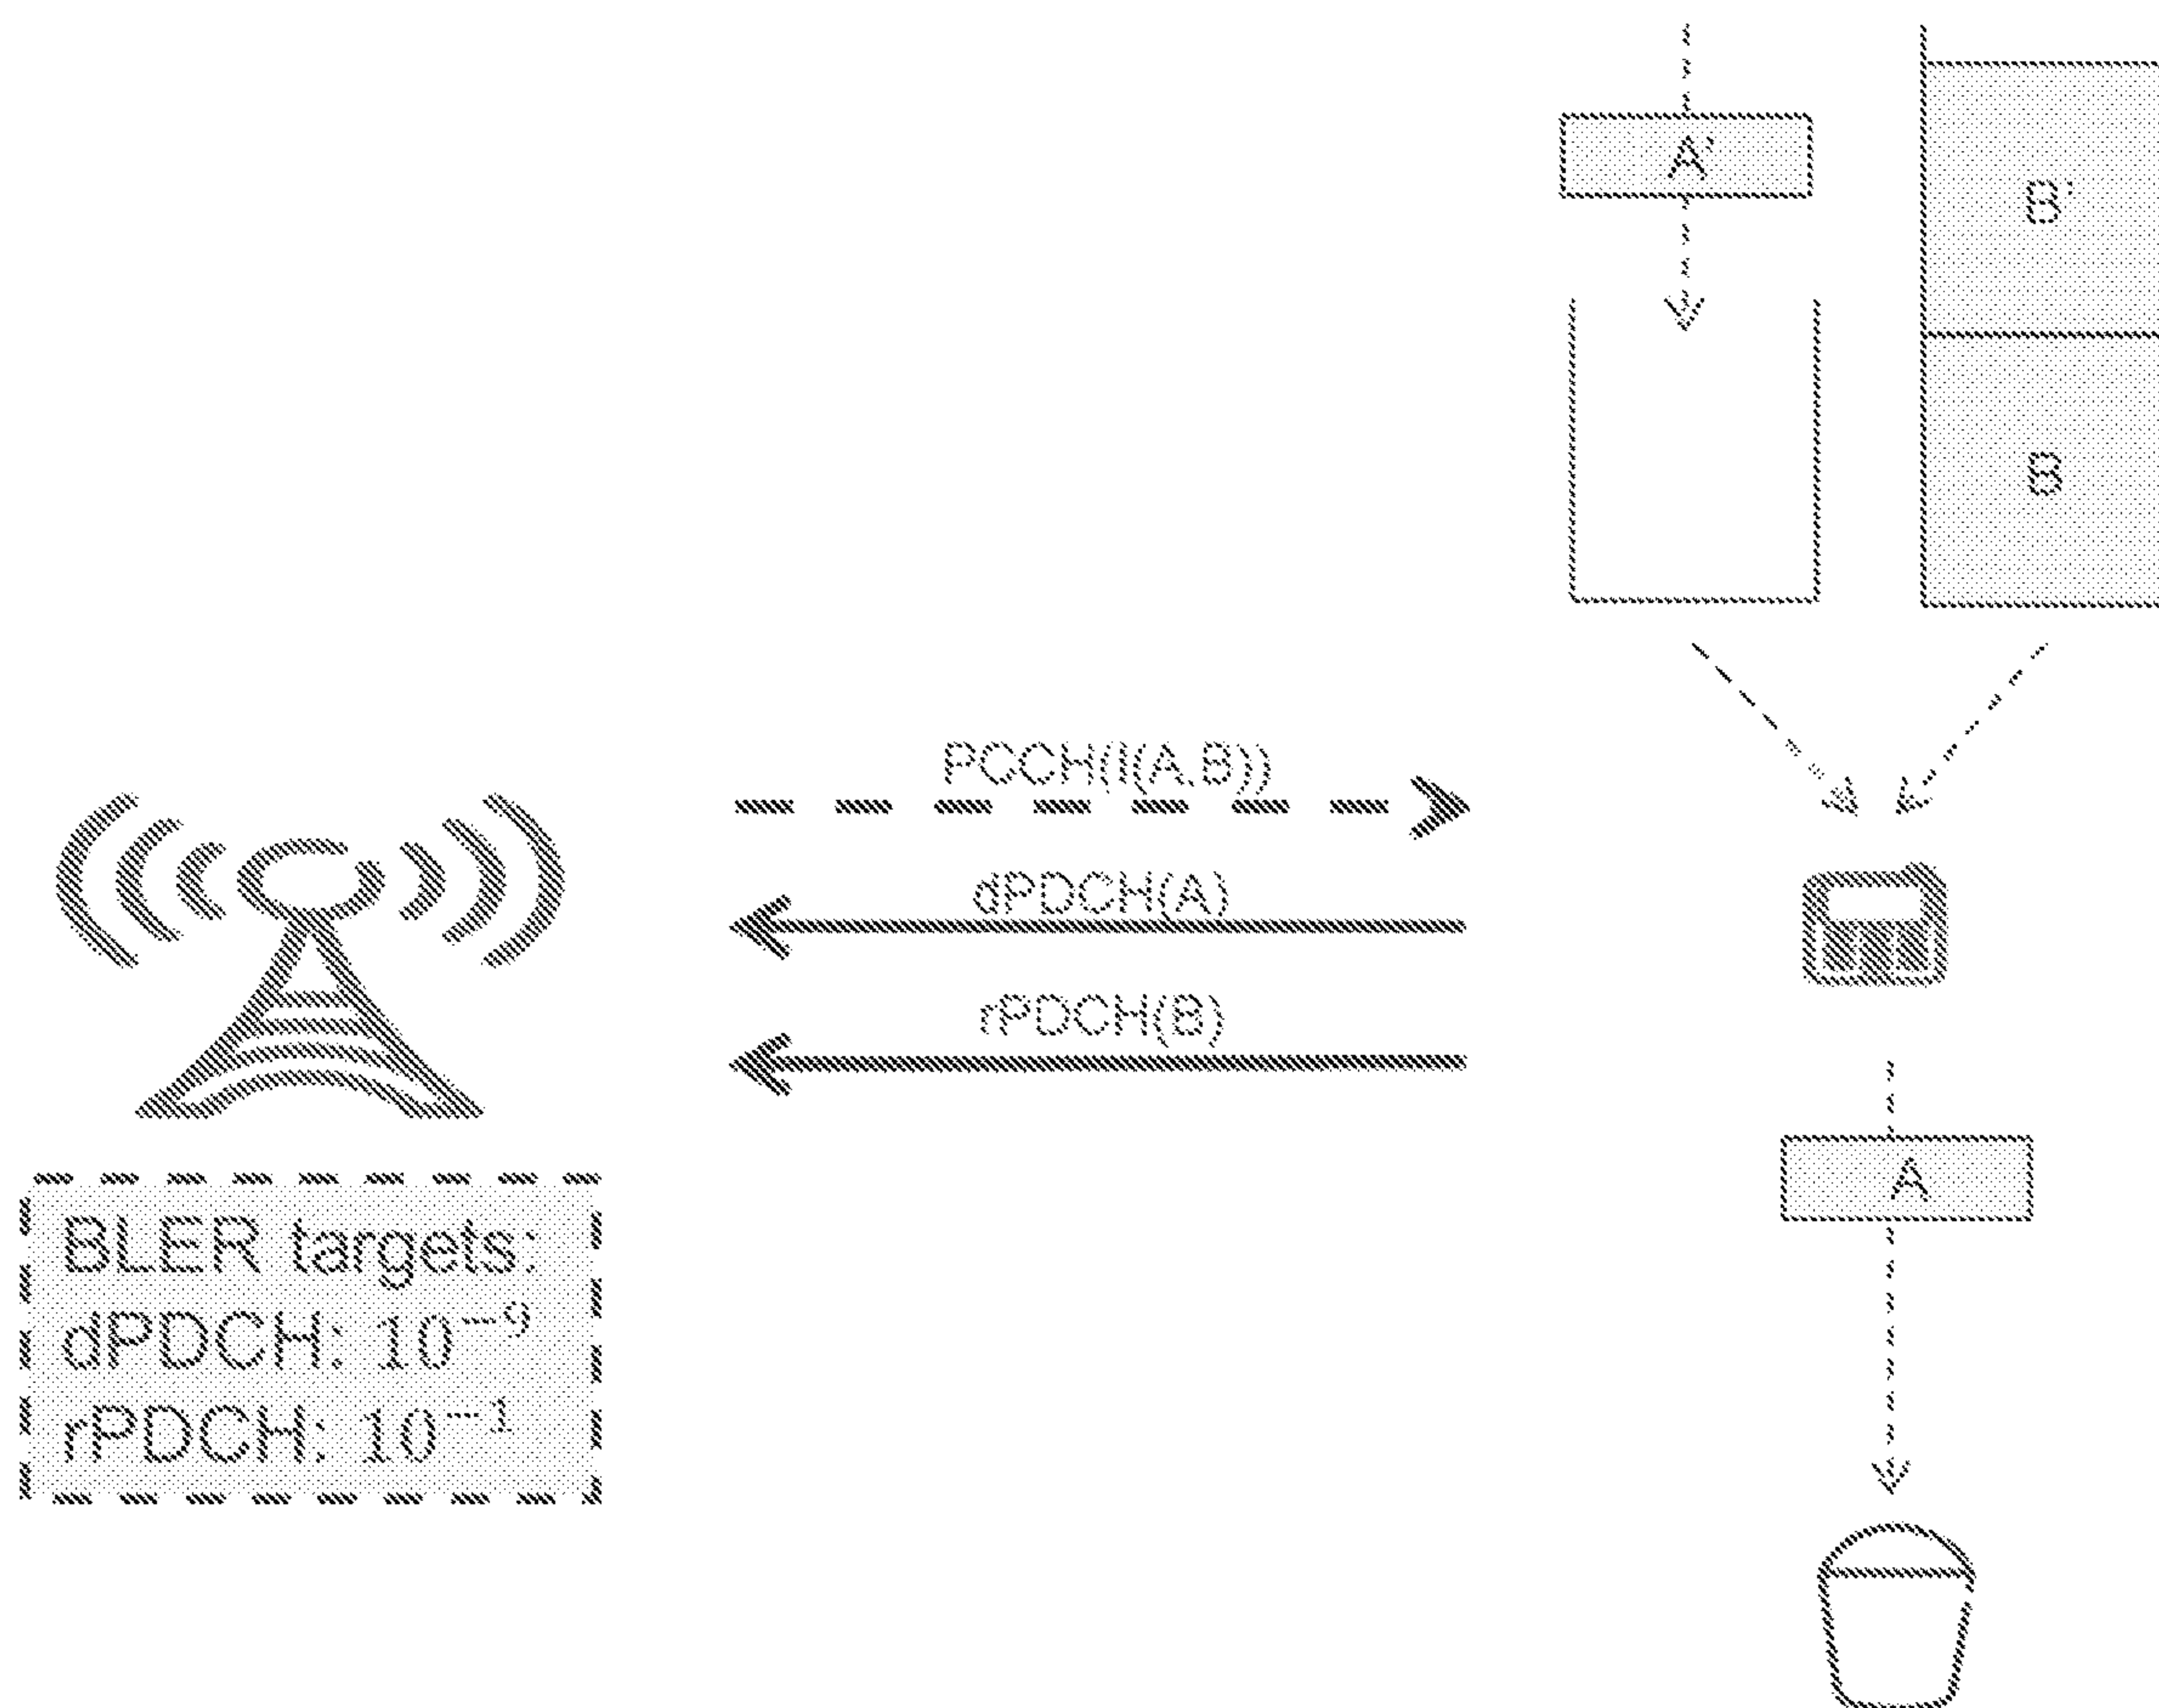 A'
B'
B
PCCH(I(A,B))
dPDCH(A)
rPDCH(B)
A
BLER targets:
dPDCH: 10⁻⁹
rPDCH: 10⁻¹